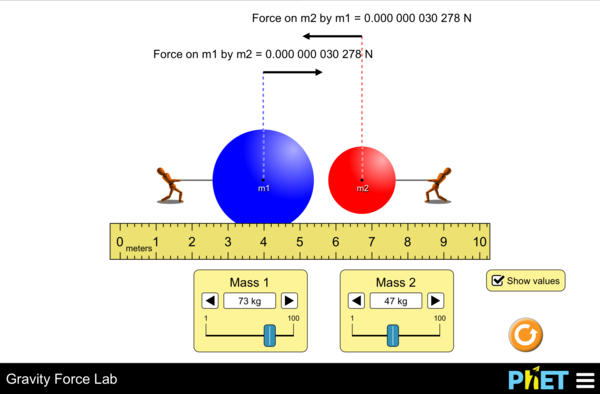 Force on m2 by m1 = 0.000 000 030 278 N
Force on m1 by m2 = 0.000 000 030 278 N
m1
m2
0 meters 1 2 3 4 5 6 7 8 9 10
Mass 1
73 kg
1 100
Mass 2
47 kg
1 100
Show values
Gravity Force Lab
PhET